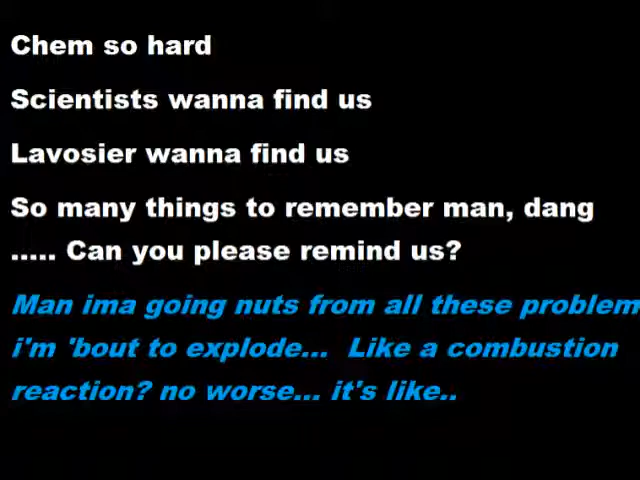 Chem so hard
Scientists wanna find us
Lavosier wanna find us
So many things to remember man, dang
..... Can you please remind us?
Man ima going nuts from all these problem
i'm 'bout to explode... Like a combustion
reaction? no worse... it's like..